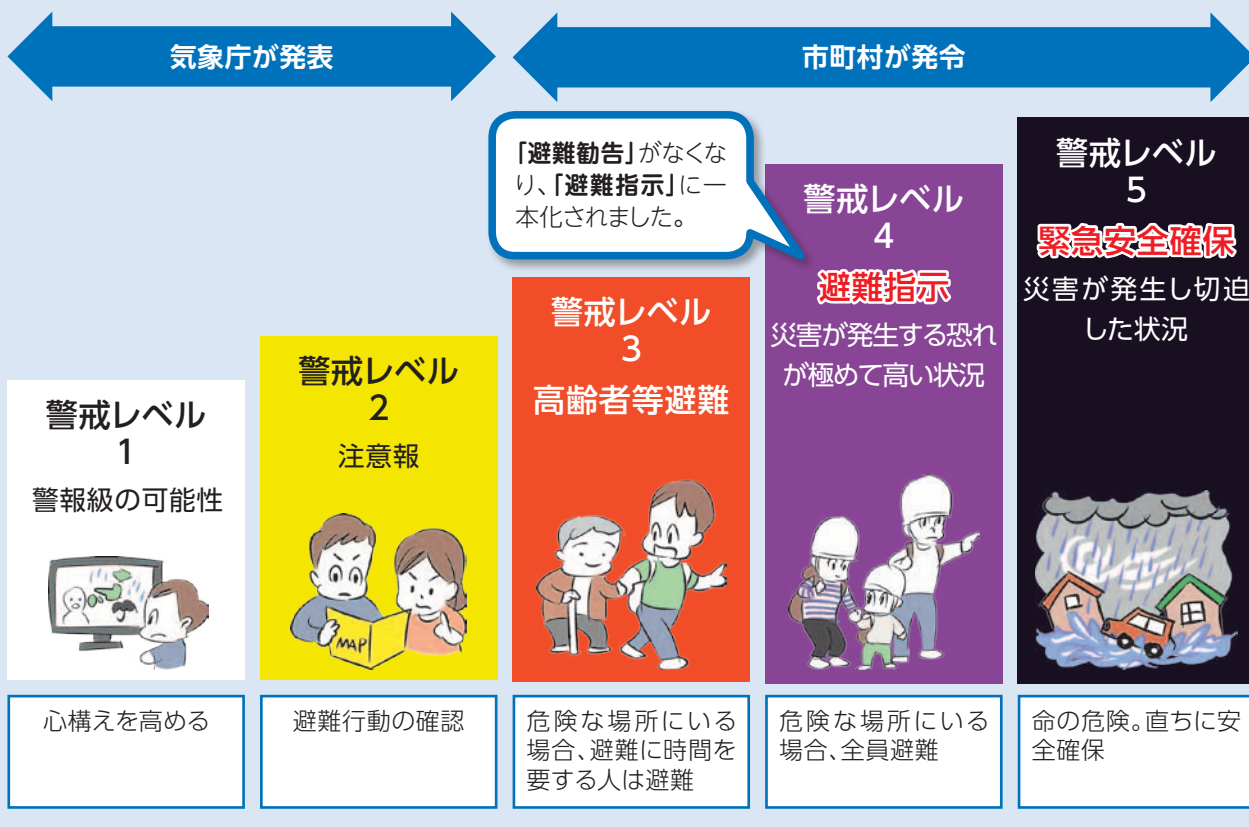 気象庁が発表
市町村が発令
「避難勧告」がなくな
り、「避難指示」に一
本化されました。
警戒レベル
1
警報級の可能性
警戒レベル
2
注意報
MAP
警戒レベル
3
高齢者等避難
警戒レベル
4
避難指示
災害が発生する恐れ
が極めて高い状況
警戒レベル
5
緊急安全確保
災害が発生し切迫
した状況
心構えを高める
避難行動の確認
危険な場所にいる
場合、避難に時間を
要する人は避難
危険な場所にいる
場合、全員避難
命の危険。直ちに安
全確保